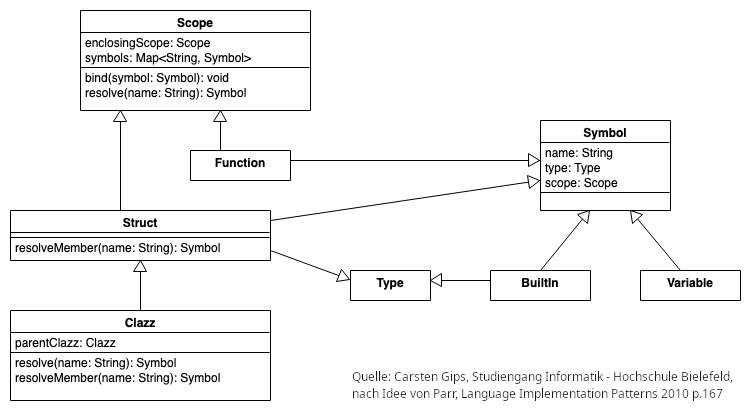 Scope
enclosingScope: Scope
symbols: Map<String, Symbol>
bind(symbol: Symbol): void
resolve(name: String): Symbol
Function
Symbol
name: String
type: Type
scope: Scope
Struct
resolveMember(name: String): Symbol
Type
BuiltIn
Variable
Clazz
parentClazz: Clazz
resolve(name: String): Symbol
resolveMember(name: String): Symbol
Quelle: Carsten Gips, Studiengang Informatik - Hochschule Bielefeld,
nach Idee von Parr, Language Implementation Patterns 2010 p.167